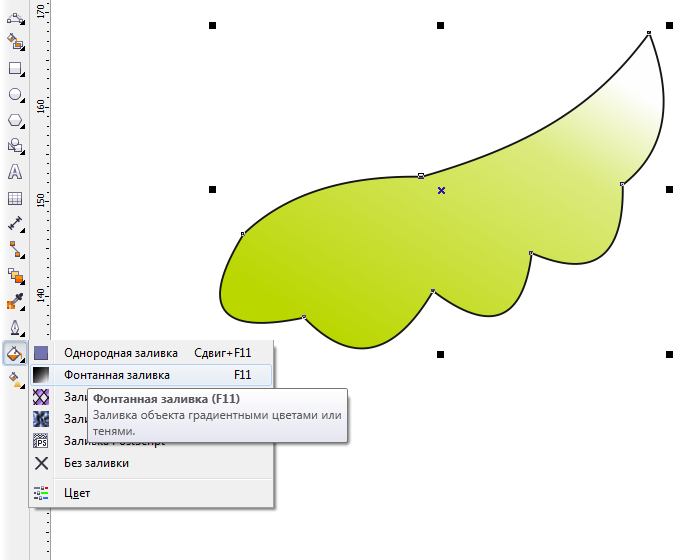 170
160
150
140
Однородная заливка Сдвиг+F11
Фонтанная заливка F11
Фонтанная заливка (F11)
Заливка объекта градиентными цветами или
тенями.
Без заливки
Цвет